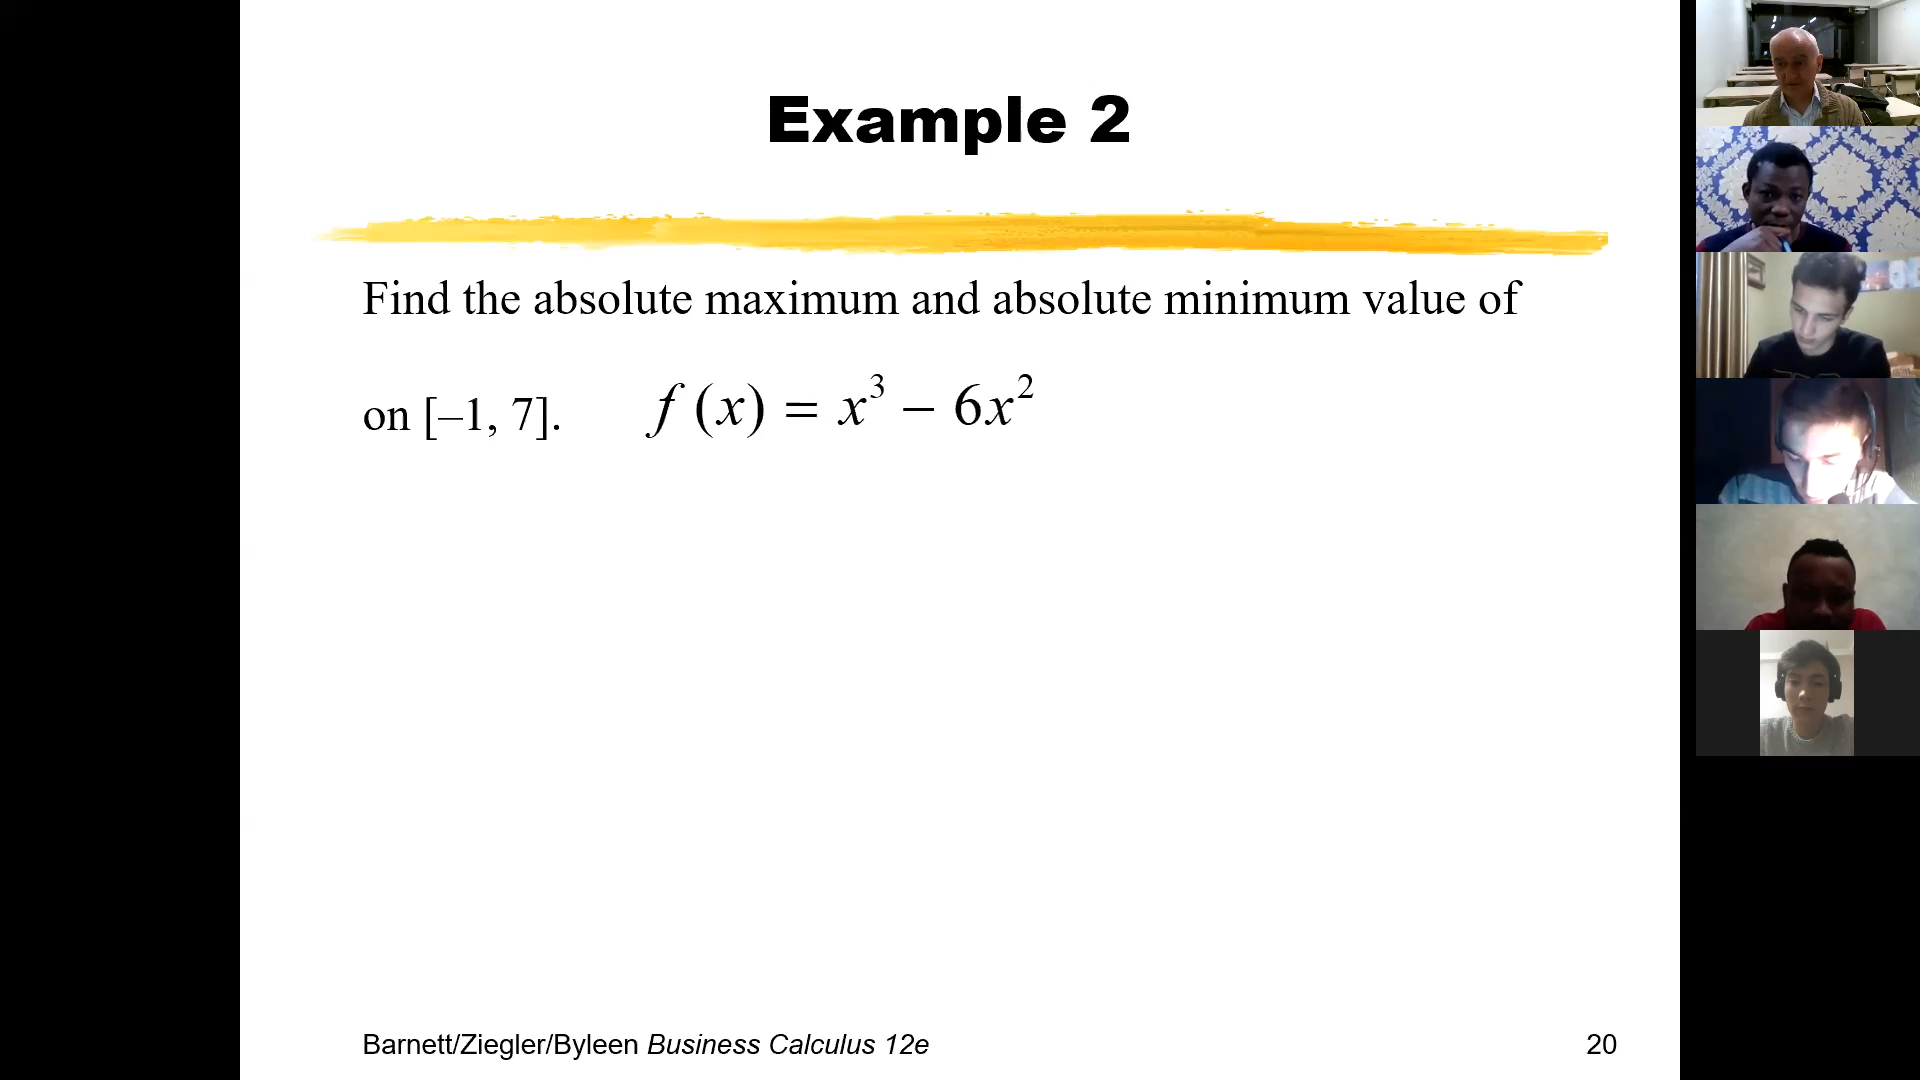 Example 2
Find the absolute maximum and absolute minimum value of
on [–1, 7]. f (x) = x³ – 6x²
Barnett/Ziegler/Byleen Business Calculus 12e
20